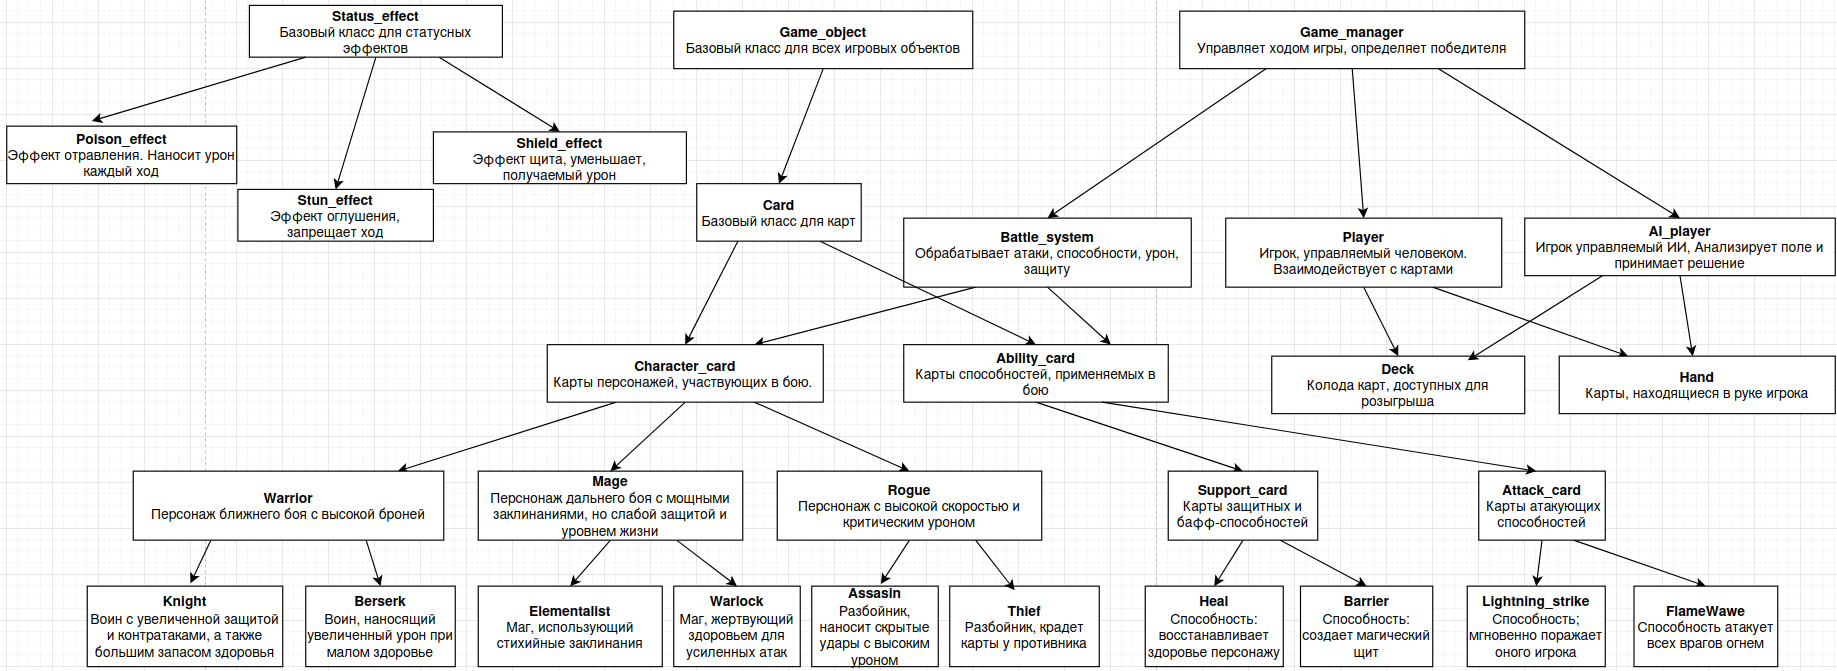 Status_effect
Базовый класс для статусных
эффектов
Game_object
Базовый класс для всех игровых объектов
Game_manager
Управляет ходом игры, определяет победителя
Poison_effect
Эффект отравления. Наносит урон
каждый ход
Shield_effect
Эффект щита, уменьшает,
получаемый урон
Stun_effect
Эффект оглушения,
запрещает ход
Card
Базовый класс для карт
Battle_system
Обрабатывает атаки, способности, урон,
защиту
Player
Игрок, управляемый человеком.
Взаимодействует с картами
AI_player
Игрок управляемый ИИ, Анализирует поле и
принимает решение
Character_card
Карты персонажей, участвующих в бою.
Ability_card
Карты способностей, применяемых в
бою
Deck
Колода карт, доступных для
розыгрыша
Hand
Карты, находящиеся в руке игрока
Warrior
Персонаж ближнего боя с высокой броней
Mage
Перснонаж дальнего боя с мощными
заклинаниями, но слабой защитой и
уровнем жизни
Rogue
Перснонаж с высокой скоростью и
критическим уроном
Support_card
Карты защитных и
бафф-способностей
Attack_card
Карты атакующих
способностей
Knight
Воин с увеличенной защитой
и контратаками, а также
большим запасом здоровья
Berserk
Воин, наносящий
увеличенный урон при
малом здоровье
Elementalist
Маг, использующий
стихийные заклинания
Warlock
Маг, жертвующий
здоровьем для
усиленных атак
Assasin
Разбойник,
наносит скрытые
удары с высоким
уроном
Thief
Разбойник, крадет
карты у противника
Heal
Способность:
восстанавливает
здоровье персонажу
Barrier
Способность:
создает магический
щит
Lightning_strike
Способность;
мгновенно поражает
оного игрока
FlameWawe
Способность атакует
всех врагов огнем